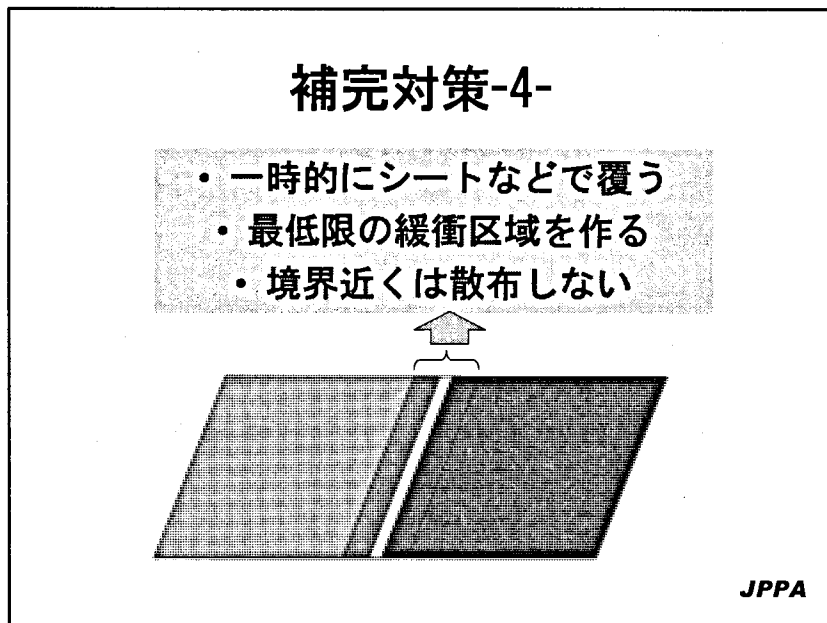 補完対策-4-
・一時的にシートなどで覆う
・最低限の緩衝区域を作る
・境界近くは散布しない
JPPA